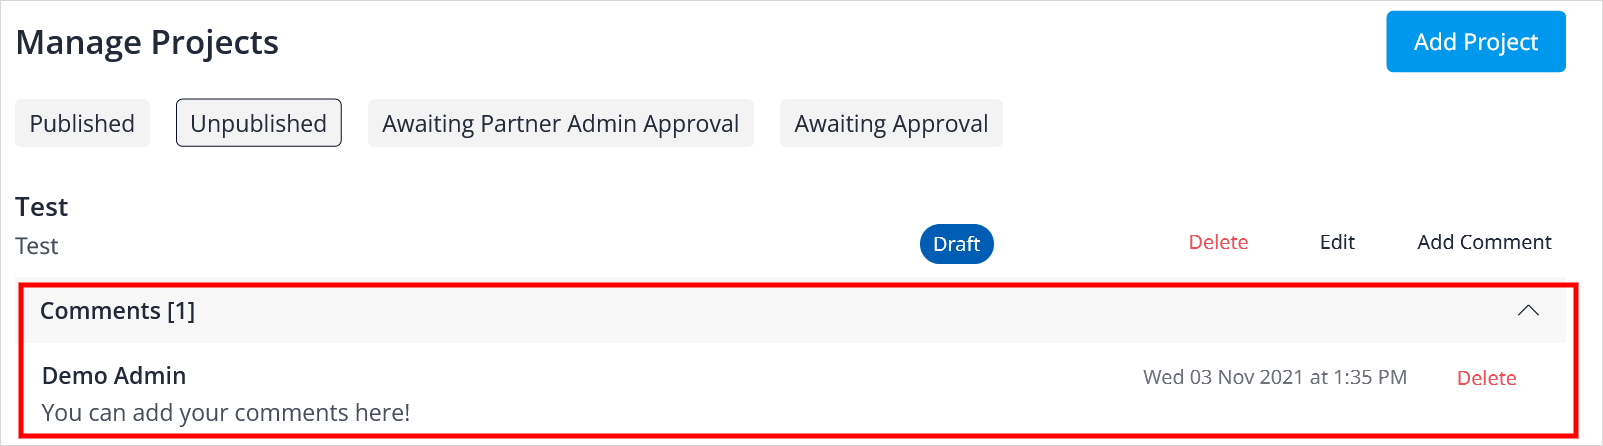 Manage Projects
Add Project
Published
Unpublished
Awaiting Partner Admin Approval
Awaiting Approval
Test
Test
Draft
Delete
Edit
Add Comment
Comments [1]
Demo Admin
Wed 03 Nov 2021 at 1:35 PM
Delete
You can add your comments here!